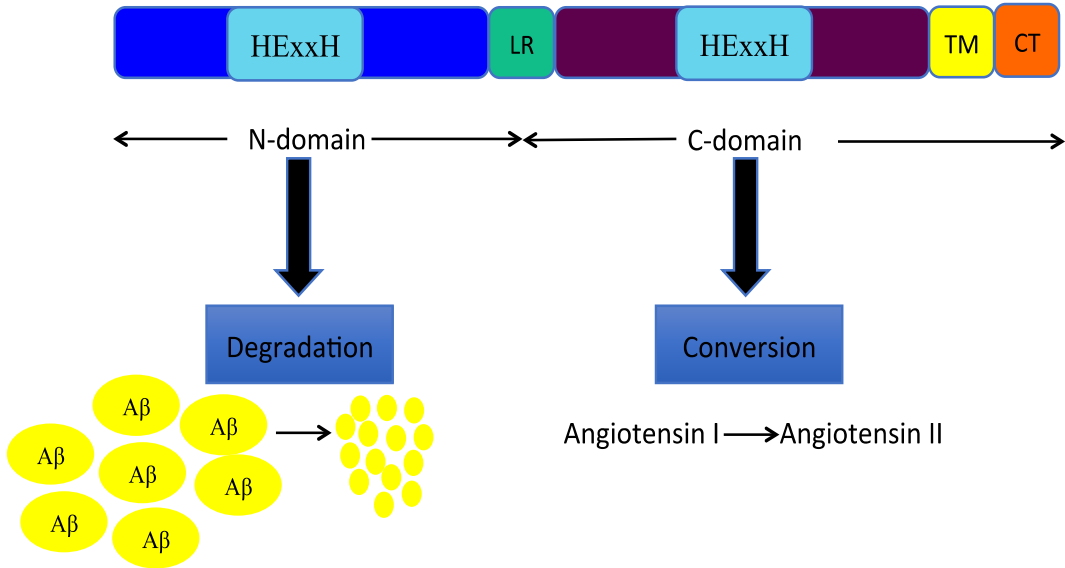 HExxH LR HExxH TM CT
N-domain C-domain
Degradation Conversion
Aβ
Aβ
Angiotensin I Angiotensin II
Aβ
Aβ
Aβ
Aβ
Aβ